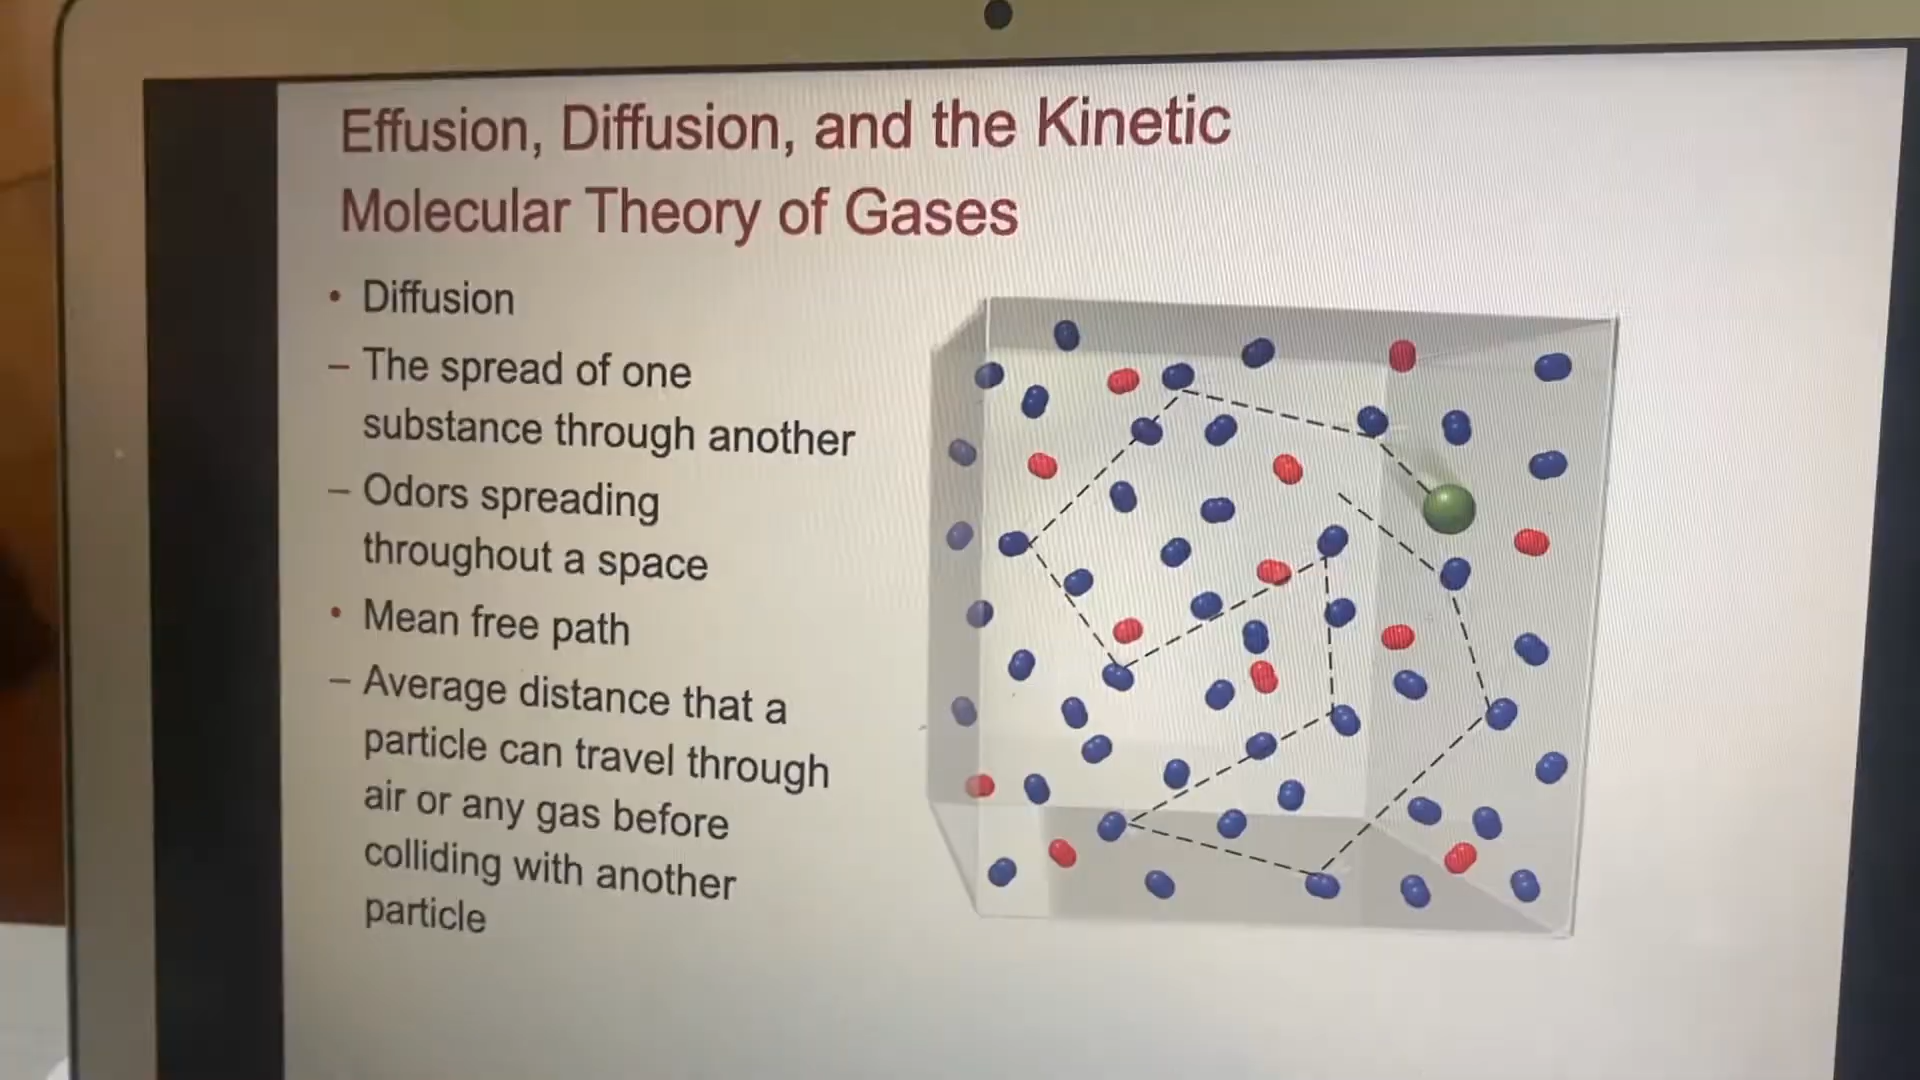 Effusion, Diffusion, and the Kinetic
Molecular Theory of Gases
• Diffusion
– The spread of one
substance through another
– Odors spreading
throughout a space
• Mean free path
– Average distance that a
particle can travel through
air or any gas before
colliding with another
particle